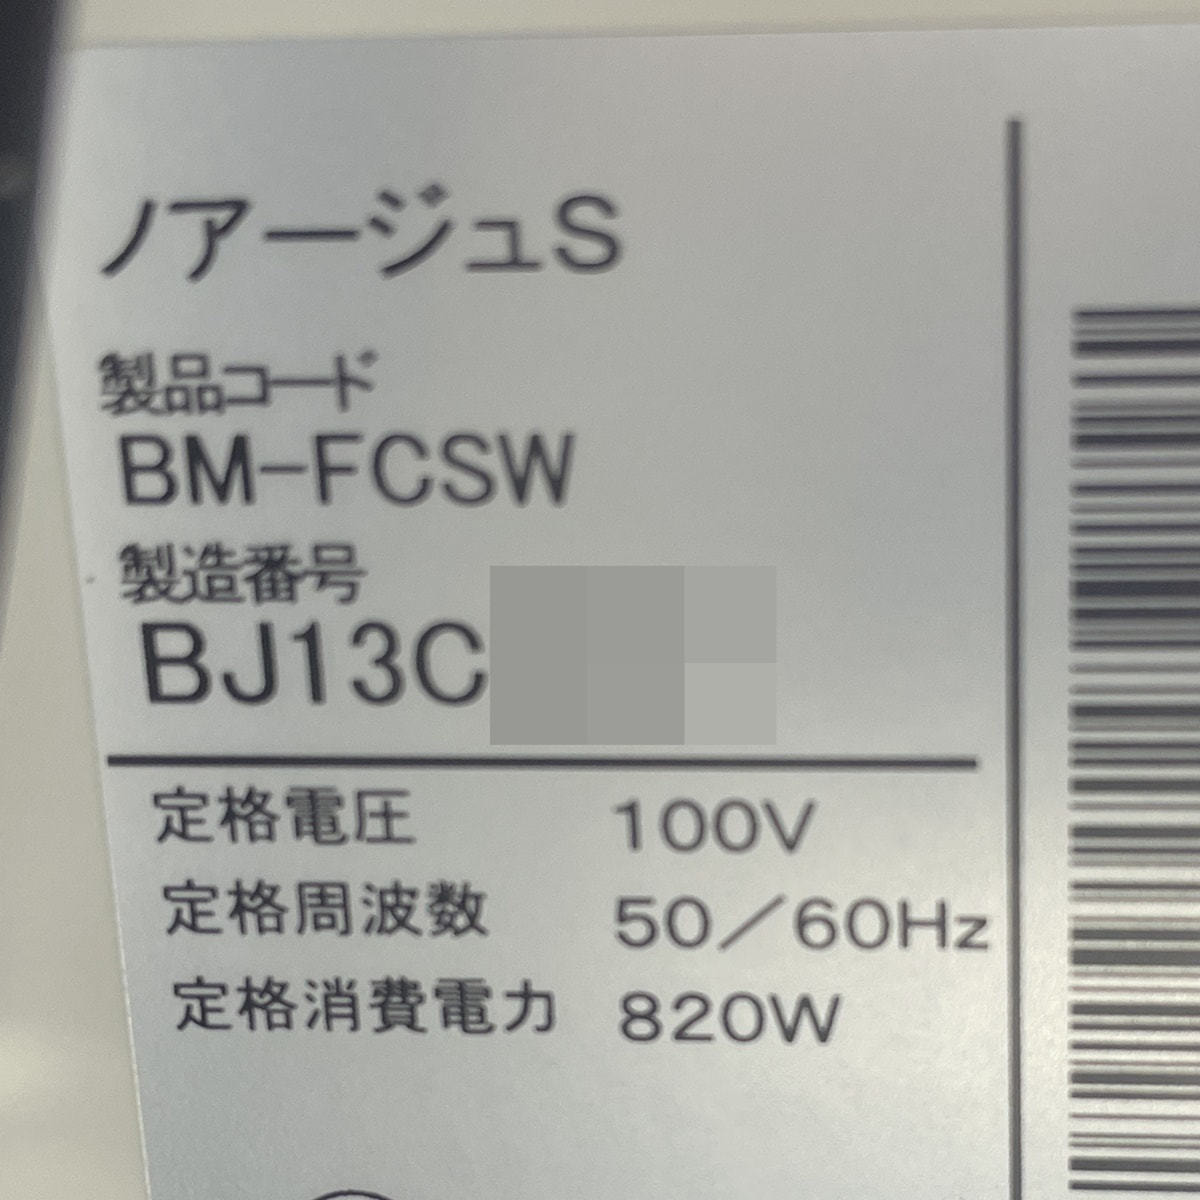 ノアージュS
製品コード
BM-FCSW
製造番号
BJ13C
定格電圧 100V
定格周波数 50/60Hz
定格消費電力 820W